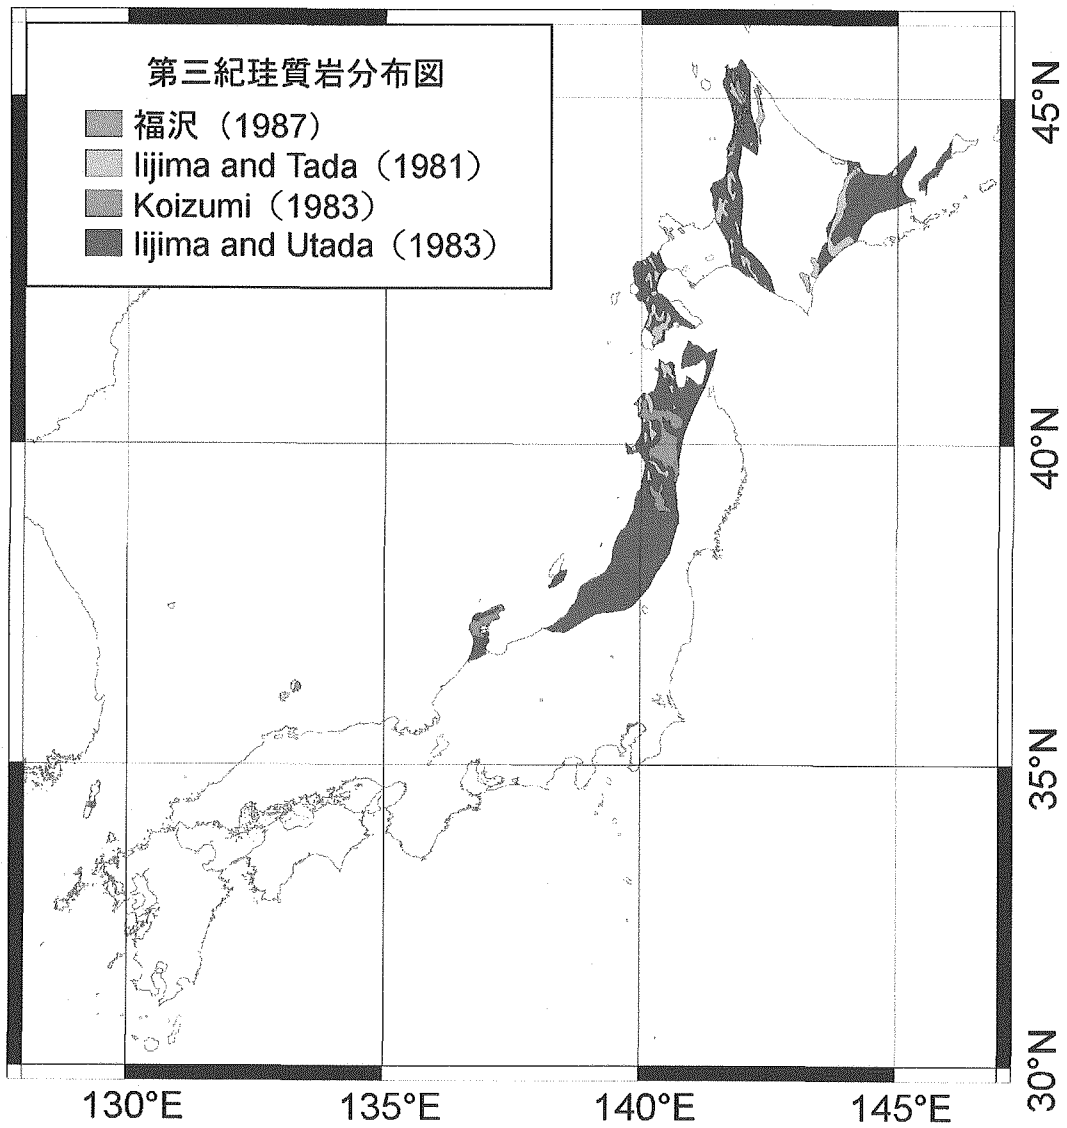 第三紀珪質岩分布図
福沢（1987）
Iijima and Tada（1981）
Koizumi（1983）
Iijima and Utada（1983）
45°N
40°N
35°N
30°N
130°E
135°E
140°E
145°E